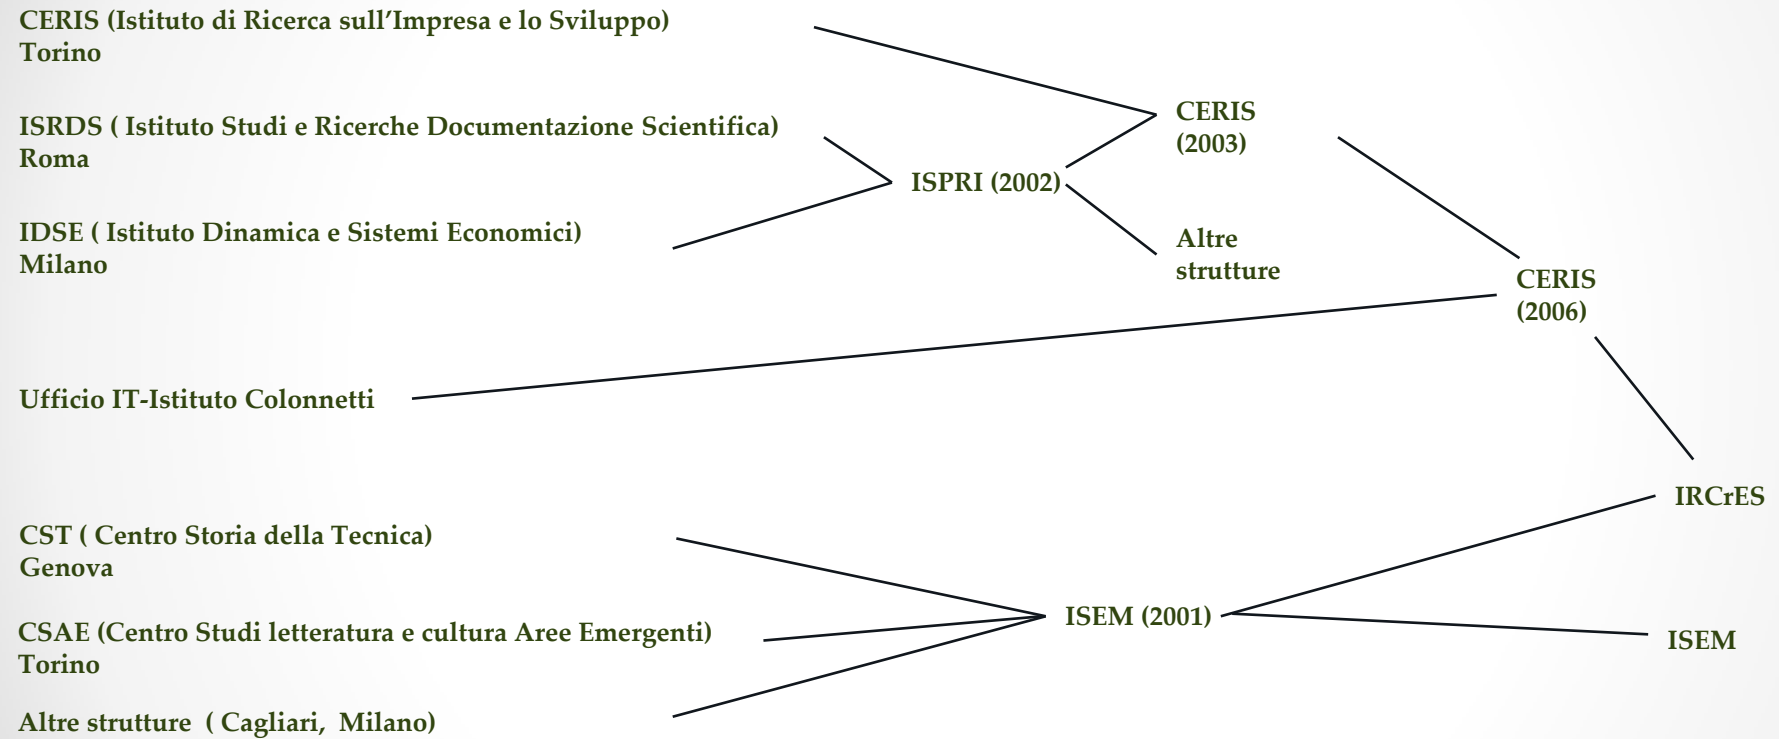 CERIS (Istituto di Ricerca sull’Impresa e lo Sviluppo)
Torino
ISRDS ( Istituto Studi e Ricerche Documentazione Scientifica)
Roma
IDSE ( Istituto Dinamica e Sistemi Economici)
Milano
Ufficio IT-Istituto Colonnetti
CST ( Centro Storia della Tecnica)
Genova
CSAE (Centro Studi letteratura e cultura Aree Emergenti)
Torino
Altre strutture  ( Cagliari,  Milano)
ISPRI (2002)
CERIS
(2003)
Altre
strutture
CERIS
(2006)
ISEM (2001)
IRCrES
ISEM